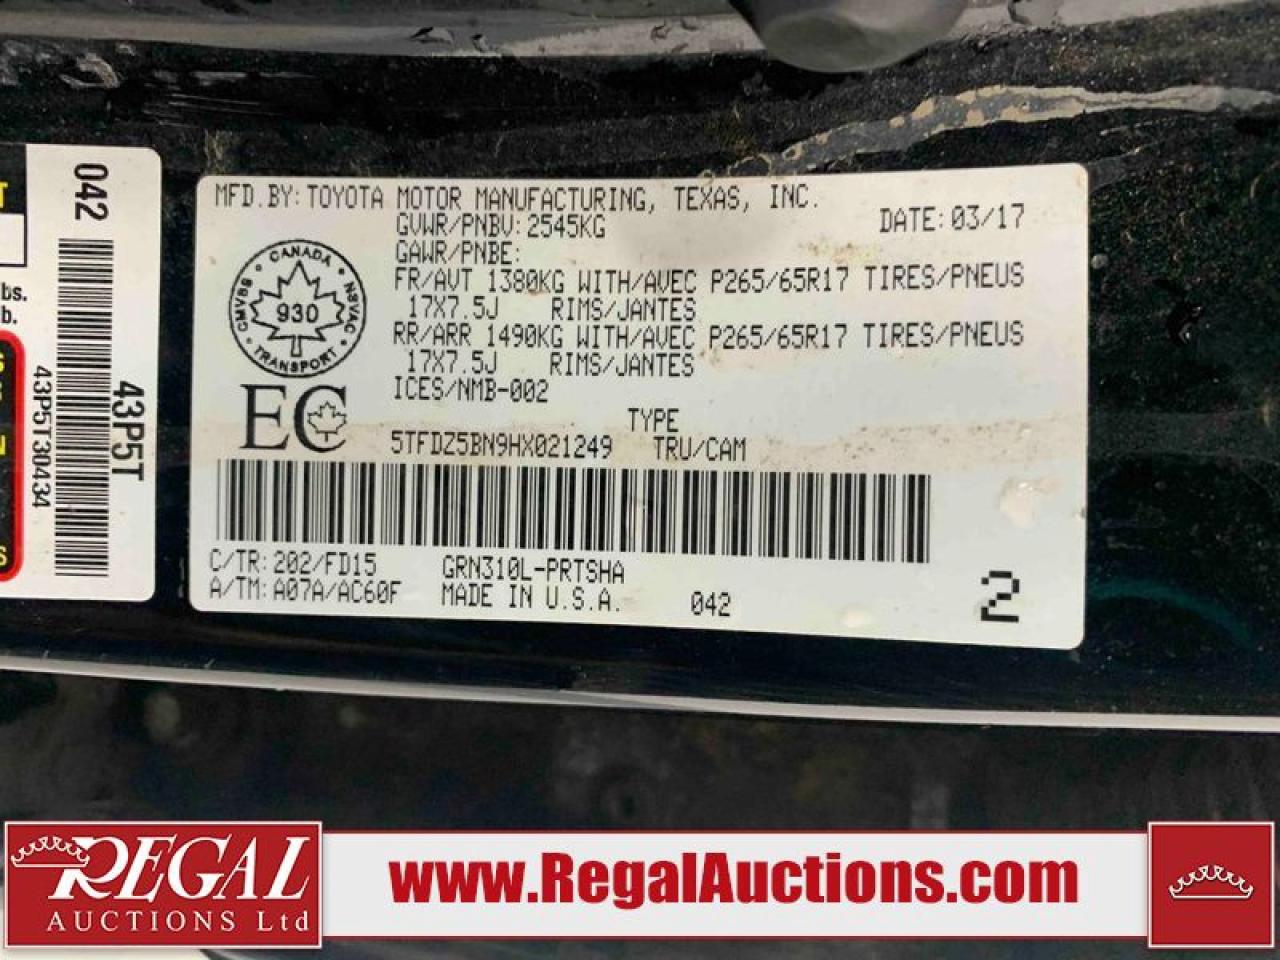 MFD.BY: TOYOTA MOTOR MANUFACTURING, TEXAS, INC.
GVWR/PNBV: 2545KG DATE: 03/17
GAWR/PNBE:
FR/AVT 1380KG WITH/AVEC P265/65R17 TIRES/PNEUS
17X7.5J RIMS/JANTES
RR/ARR 1490KG WITH/AVEC P265/65R17 TIRES/PNEUS
17X7.5J RIMS/JANTES
ICES/NMB-002
TYPE
5TFDZ5BN9HX021249 TRU/CAM
C/TR: 202/FD15 GRN310L-PRTSHA
A/TM: A07A/AC60F MADE IN U.S.A. 042
2
CANADA
CMVSS NSVAC
930
TRANSPORT
EC
042
43P5T
43P5T30434
lbs.
b.
REGAL
AUCTIONS Ltd
www.RegalAuctions.com